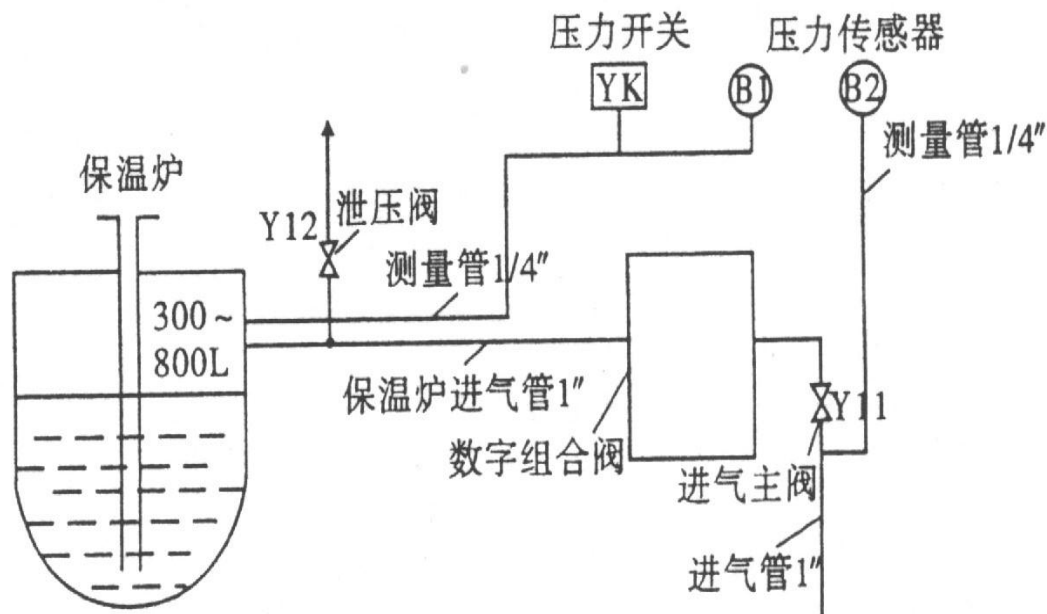 压力开关 压力传感器
YK B1 B2
测量管1/4″
保温炉
Y12 泄压阀
测量管1/4″
300~
800L
保温炉进气管1″
Y11
数字组合阀
进气主阀
进气管1″